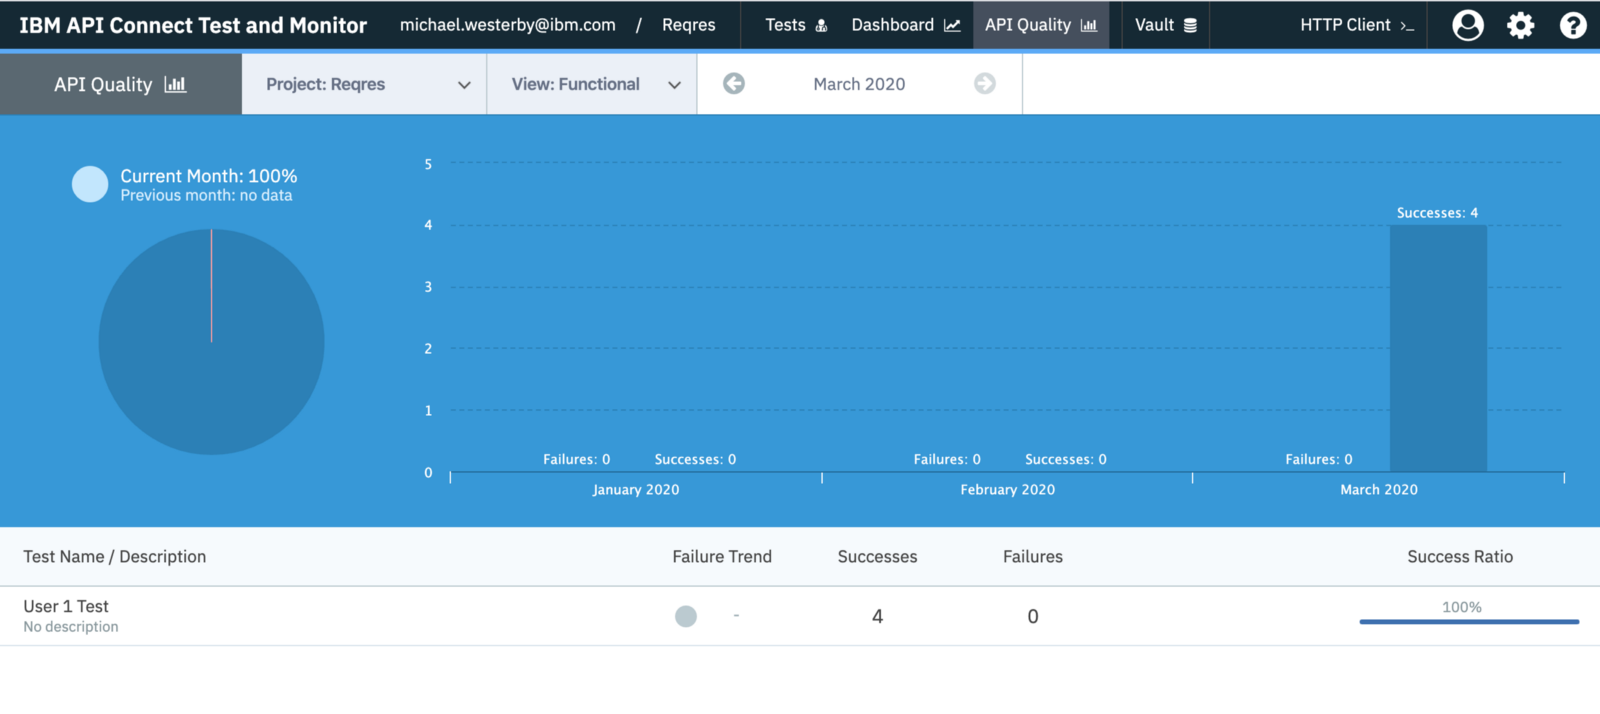 IBM API Connect Test and Monitor michael.westerby@ibm.com / Reqres Tests Dashboard API Quality Vault HTTP Client >_ ?
API Quality Project: Reqres View: Functional March 2020
Current Month: 100%
Previous month: no data
5
4
3
2
1
0
Successes: 4
Failures: 0 Successes: 0 Failures: 0 Successes: 0 Failures: 0
January 2020 February 2020 March 2020
Test Name / Description Failure Trend Successes Failures Success Ratio
User 1 Test - 4 0 100%
No description